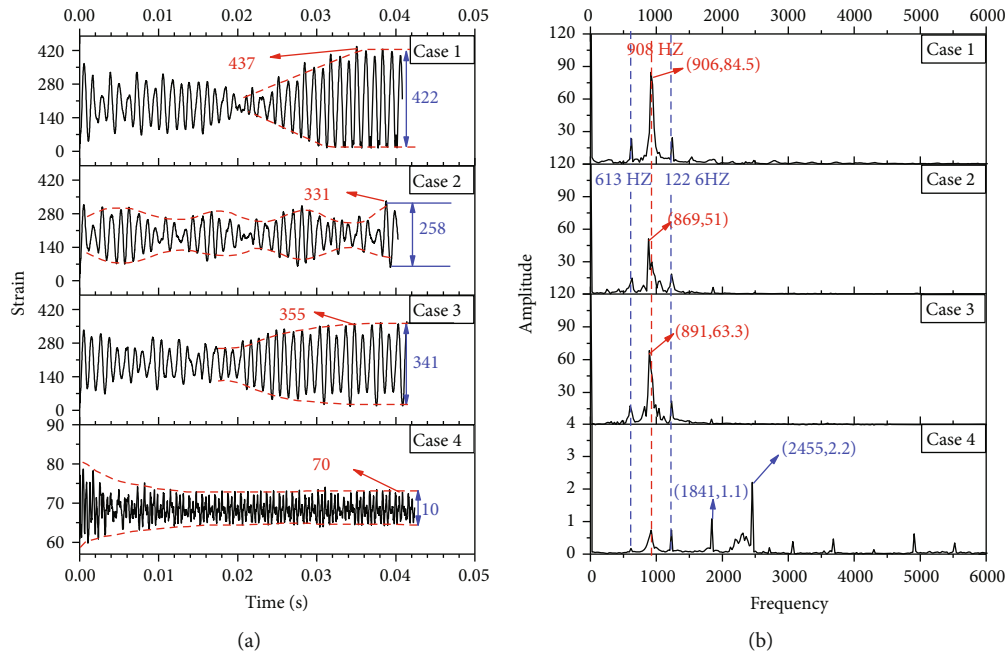 0.00 0.01 0.02 0.03 0.04 0.05
420
280
140
0
Case 1
437
422
420
280
140
0
Case 2
331
258
420
280
140
0
Case 3
355
341
90
80
70
60
Case 4
70
10
Strain
0.00 0.01 0.02 0.03 0.04 0.05
Time (s)
(a)
0 1000 2000 3000 4000 5000 6000
120
90
60
30
Case 1
908 HZ
(906,84.5)
120
90
60
30
Case 2
613 HZ
122 6HZ
(869,51)
120
90
60
30
Case 3
(891,63.3)
4
3
2
1
0
Case 4
(2455,2.2)
(1841,1.1)
Amplitude
0 1000 2000 3000 4000 5000 6000
Frequency
(b)